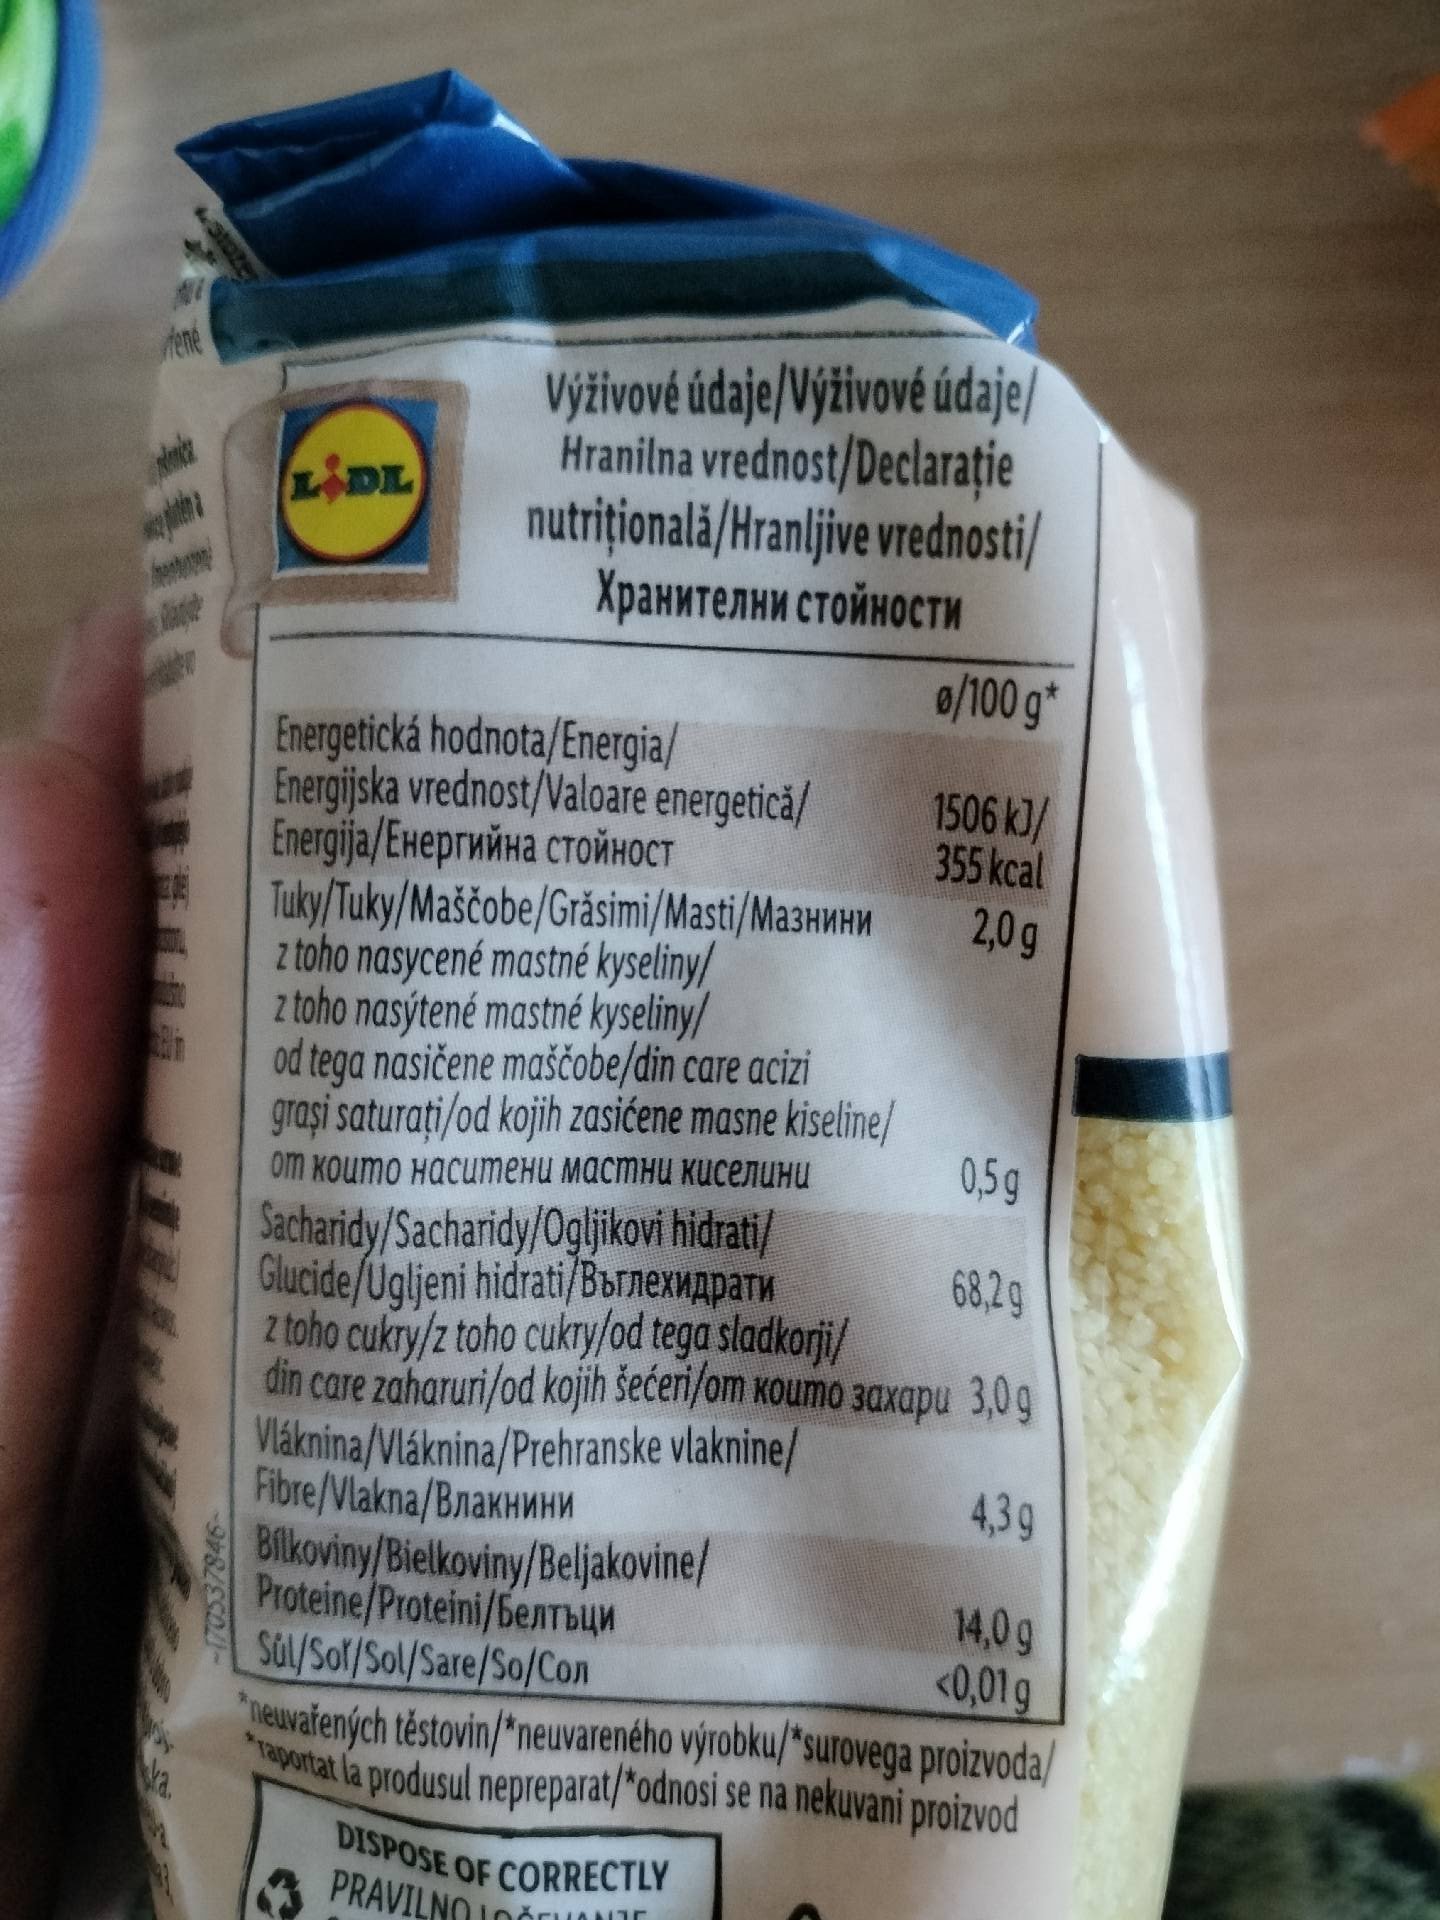 řené
LIDL
Výživové údaje/Výživové údaje/
Hranilna vrednost/Declarație
nutrițională/Hranljive vrednosti/
Хранителни стойности
ø/100 g*
Energetická hodnota/Energia/
Energijska vrednost/Valoare energetică/
Energija/Енергийна стойност
1506 kJ/
355 kcal
Tuky/Tuky/Maščobe/Grăsimi/Masti/Мазнини 2,0 g
z toho nasycené mastné kyseliny/
z toho nasýtené mastné kyseliny/
od tega nasičene maščobe/din care acizi
grași saturați/od kojih zasićene masne kiseline/
от които наситени мастни киселини 0,5 g
Sacharidy/Sacharidy/Ogljikovi hidrati/
Glucide/Ugljeni hidrati/Въглехидрати 68,2 g
z toho cukry/z toho cukry/od tega sladkorji/
din care zaharuri/od kojih šećeri/от които захари 3,0 g
Vláknina/Vláknina/Prehranske vlaknine/
Fibre/Vlakna/Влакнини 4,3 g
Bílkoviny/Bielkoviny/Beljakovine/
Proteine/Proteini/Белтъци 14,0 g
Sůl/Soľ/Sol/Sare/So/Сол <0,01 g
*neuvařených těstovin/*neuvareného výrobku/*surovega proizvoda/
*raportat la produsul nepreparat/*odnosi se na nekuvani proizvod
-170537846-
DISPOSE OF CORRECTLY
PRAVILNO